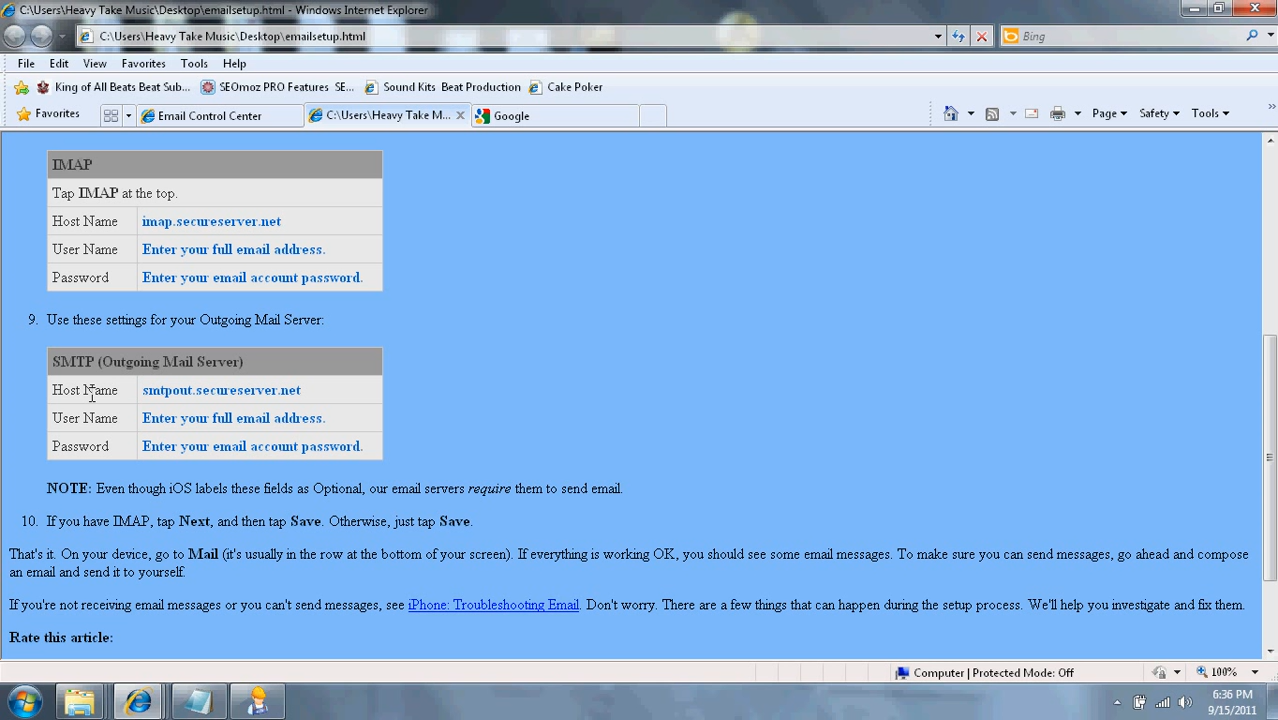 C:\Users\Heavy Take Music\Desktop\emailsetup.html - Windows Internet Explorer
C:\Users\Heavy Take Music\Desktop\emailsetup.html
Bing
File Edit View Favorites Tools Help
King of All Beats Beat Sub... SEOmoz PRO Features SE... Sound Kits Beat Production Cake Poker
Favorites Email Control Center C:\Users\Heavy Take M... Google Page Safety Tools
IMAP
Tap IMAP at the top.
Host Name imap.secureserver.net
User Name Enter your full email address.
Password Enter your email account password.
9. Use these settings for your Outgoing Mail Server:
SMTP (Outgoing Mail Server)
Host Name smtpout.secureserver.net
User Name Enter your full email address.
Password Enter your email account password.
NOTE: Even though iOS labels these fields as Optional, our email servers require them to send email.
10. If you have IMAP, tap Next, and then tap Save. Otherwise, just tap Save.
That's it. On your device, go to Mail (it's usually in the row at the bottom of your screen). If everything is working OK, you should see some email messages. To make sure you can send messages, go ahead and compose
an email and send it to yourself.
If you're not receiving email messages or you can't send messages, see iPhone: Troubleshooting Email. Don't worry. There are a few things that can happen during the setup process. We'll help you investigate and fix them.
Rate this article:
Computer | Protected Mode: Off
100%
6:36 PM
9/15/2011